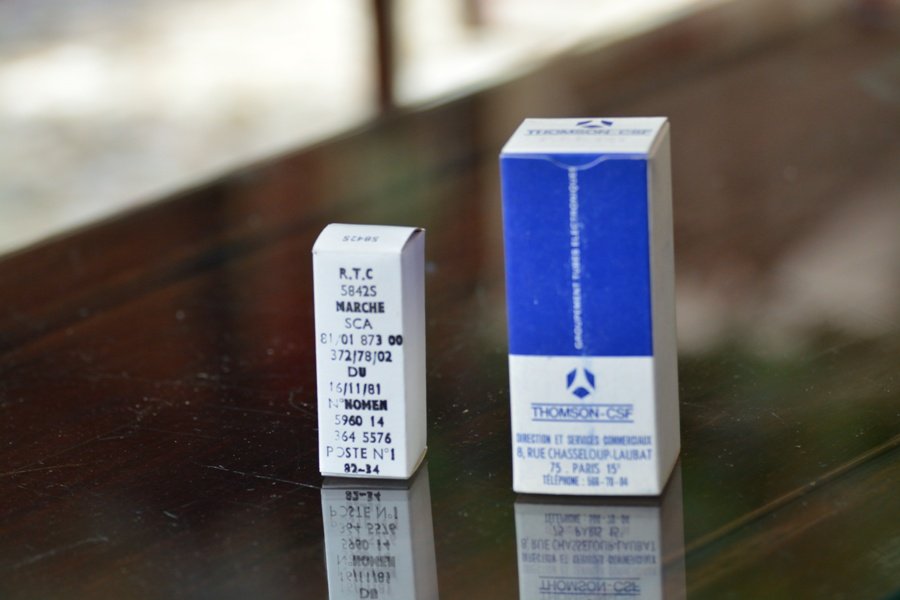 5842S
R.T.C
5842S
MARCHE
SCA
81/01 873 00
372/78/02
DU
16/11/81
N°NOMEN
5960 14
364 5576
POSTE N°1
82-34
THOMSON-CSF
GROUPEMENT TUBES ELECTRONIQUES
THOMSON-CSF
DIRECTION ET SERVICES COMMERCIAUX
8, RUE CHASSELOUP-LAUBAT
75 . PARIS 15°
TÉLÉPHONE : 566-70-04